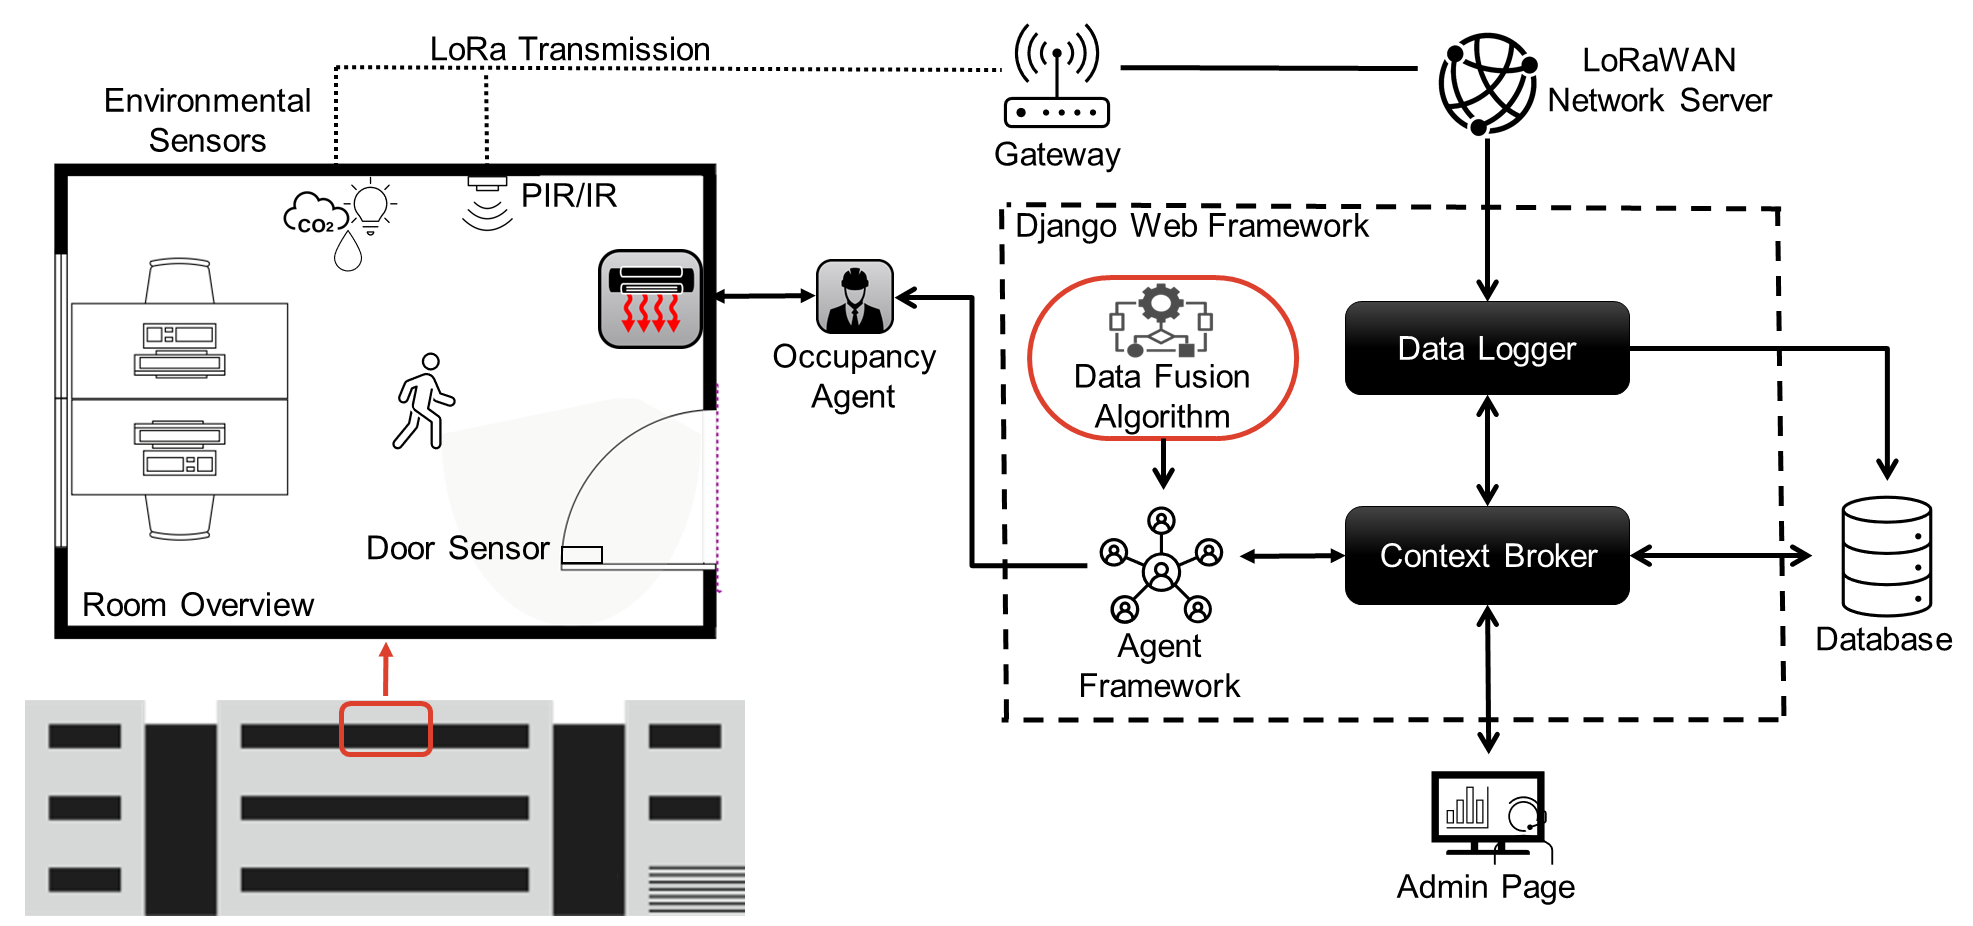 LoRa Transmission
LoRaWAN
Network Server
Environmental
Sensors
Gateway
PIR/IR
CO2
Django Web Framework
Data Logger
Occupancy
Agent
Data Fusion
Algorithm
Door Sensor
Context Broker
Room Overview
Agent
Framework
Database
Admin Page